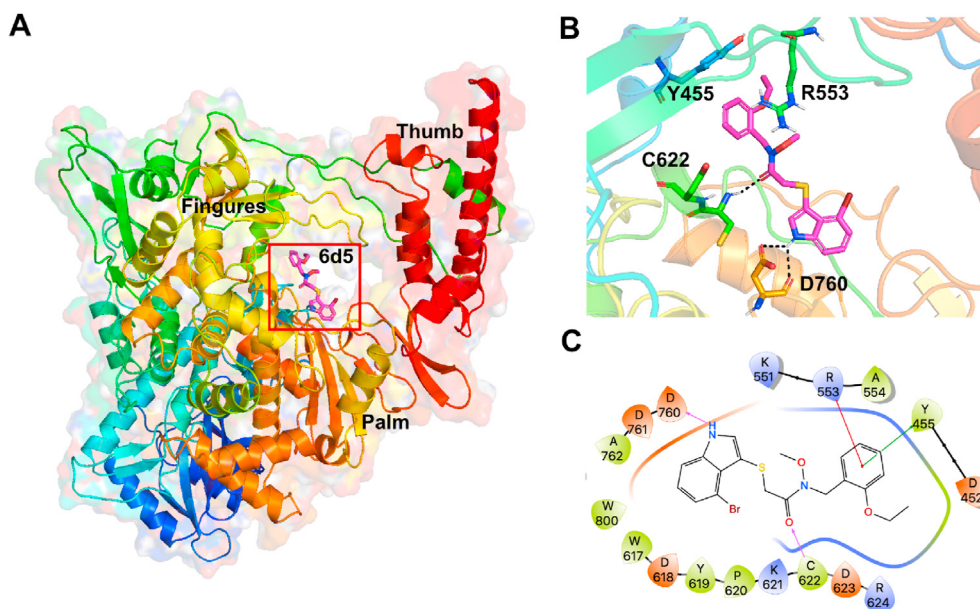 A
Thumb
Fingures
6d5
Palm
B
Y455
R553
C622
D760
C
K
551
R
553
A
554
Y
455
D
452
D
760
D
761
A
762
H
N
S
O
N
O
Br
O
W
800
W
617
D
618
Y
619
P
620
K
621
C
622
D
623
R
624